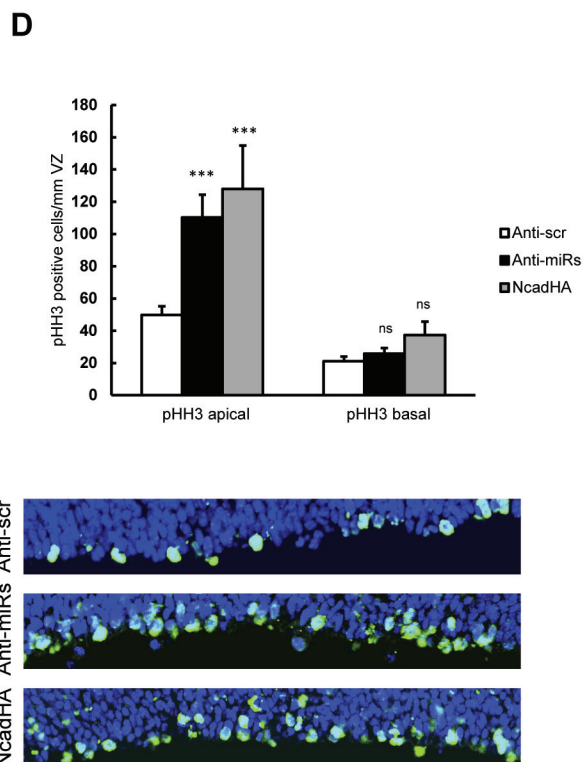 D
180
160
140
120
100
80
60
40
20
0
pHH3 positive cells/mm VZ
***
***
ns
ns
Anti-scr
Anti-miRs
NcadHA
pHH3 apical
pHH3 basal
Anti-scr
Anti-miRs
NcadHA